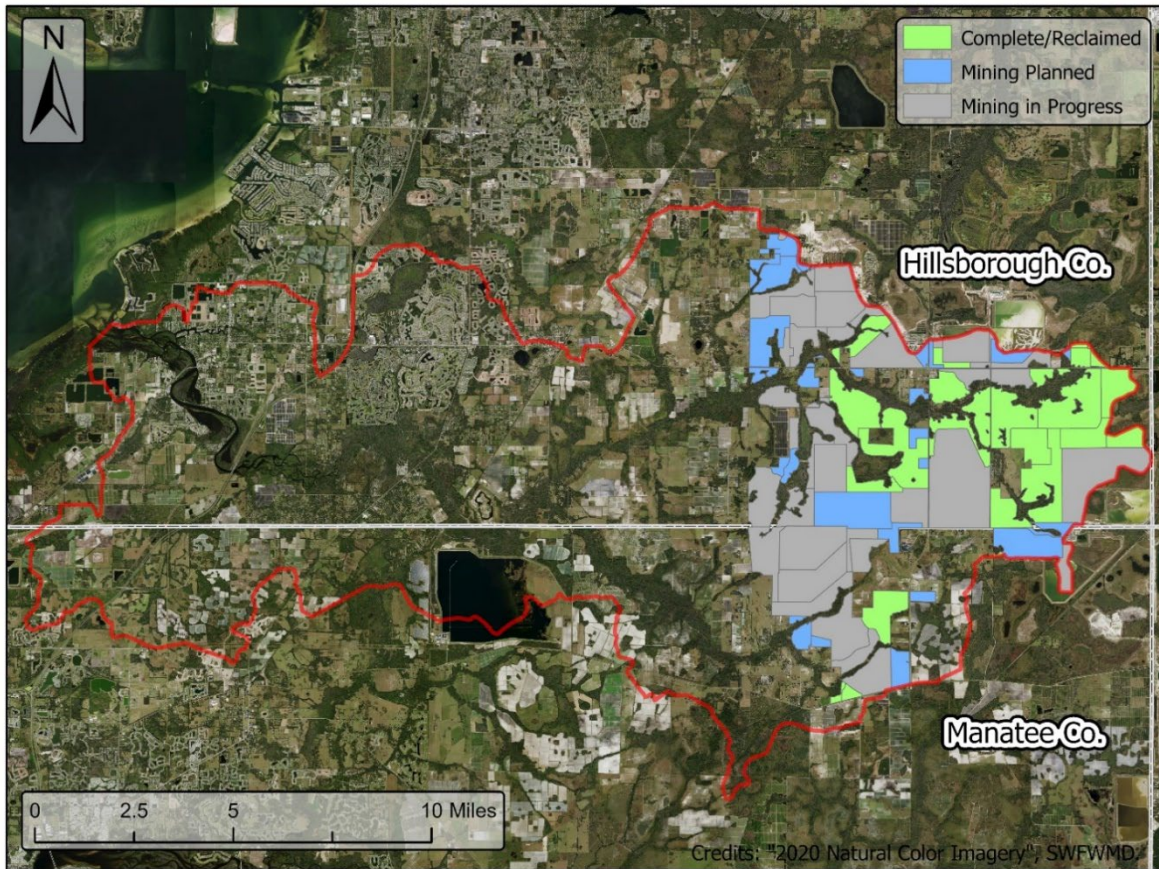 N
Complete/Reclaimed
Mining Planned
Mining in Progress
Hillsborough Co.
Manatee Co.
0 2.5 5 10 Miles
Credits: "2020 Natural Color Imagery", SWFWMD.